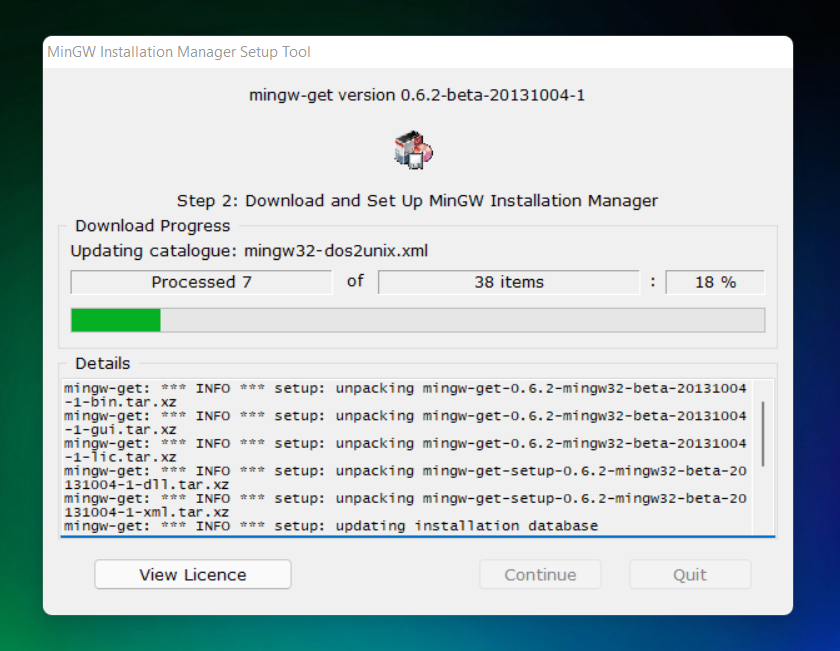 MinGW Installation Manager Setup Tool
mingw-get version 0.6.2-beta-20131004-1
Step 2: Download and Set Up MinGW Installation Manager
Download Progress
Updating catalogue: mingw32-dos2unix.xml
Processed 7 of 38 items : 18 %
Details
mingw-get: *** INFO *** setup: unpacking mingw-get-0.6.2-mingw32-beta-20131004
-1-bin.tar.xz
mingw-get: *** INFO *** setup: unpacking mingw-get-0.6.2-mingw32-beta-20131004
-1-gui.tar.xz
mingw-get: *** INFO *** setup: unpacking mingw-get-0.6.2-mingw32-beta-20131004
-1-lic.tar.xz
mingw-get: *** INFO *** setup: unpacking mingw-get-setup-0.6.2-mingw32-beta-20
131004-1-dll.tar.xz
mingw-get: *** INFO *** setup: unpacking mingw-get-setup-0.6.2-mingw32-beta-20
131004-1-xml.tar.xz
mingw-get: *** INFO *** setup: updating installation database
View Licence Continue Quit